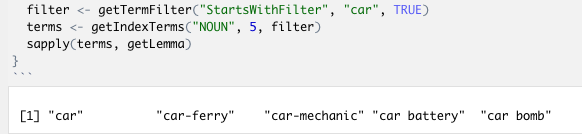 filter <- getTermFilter("StartsWithFilter", "car", TRUE)
terms <- getIndexTerms("NOUN", 5, filter)
sapply(terms, getLemma)
}
```
[1] "car" "car-ferry" "car-mechanic" "car battery" "car bomb"